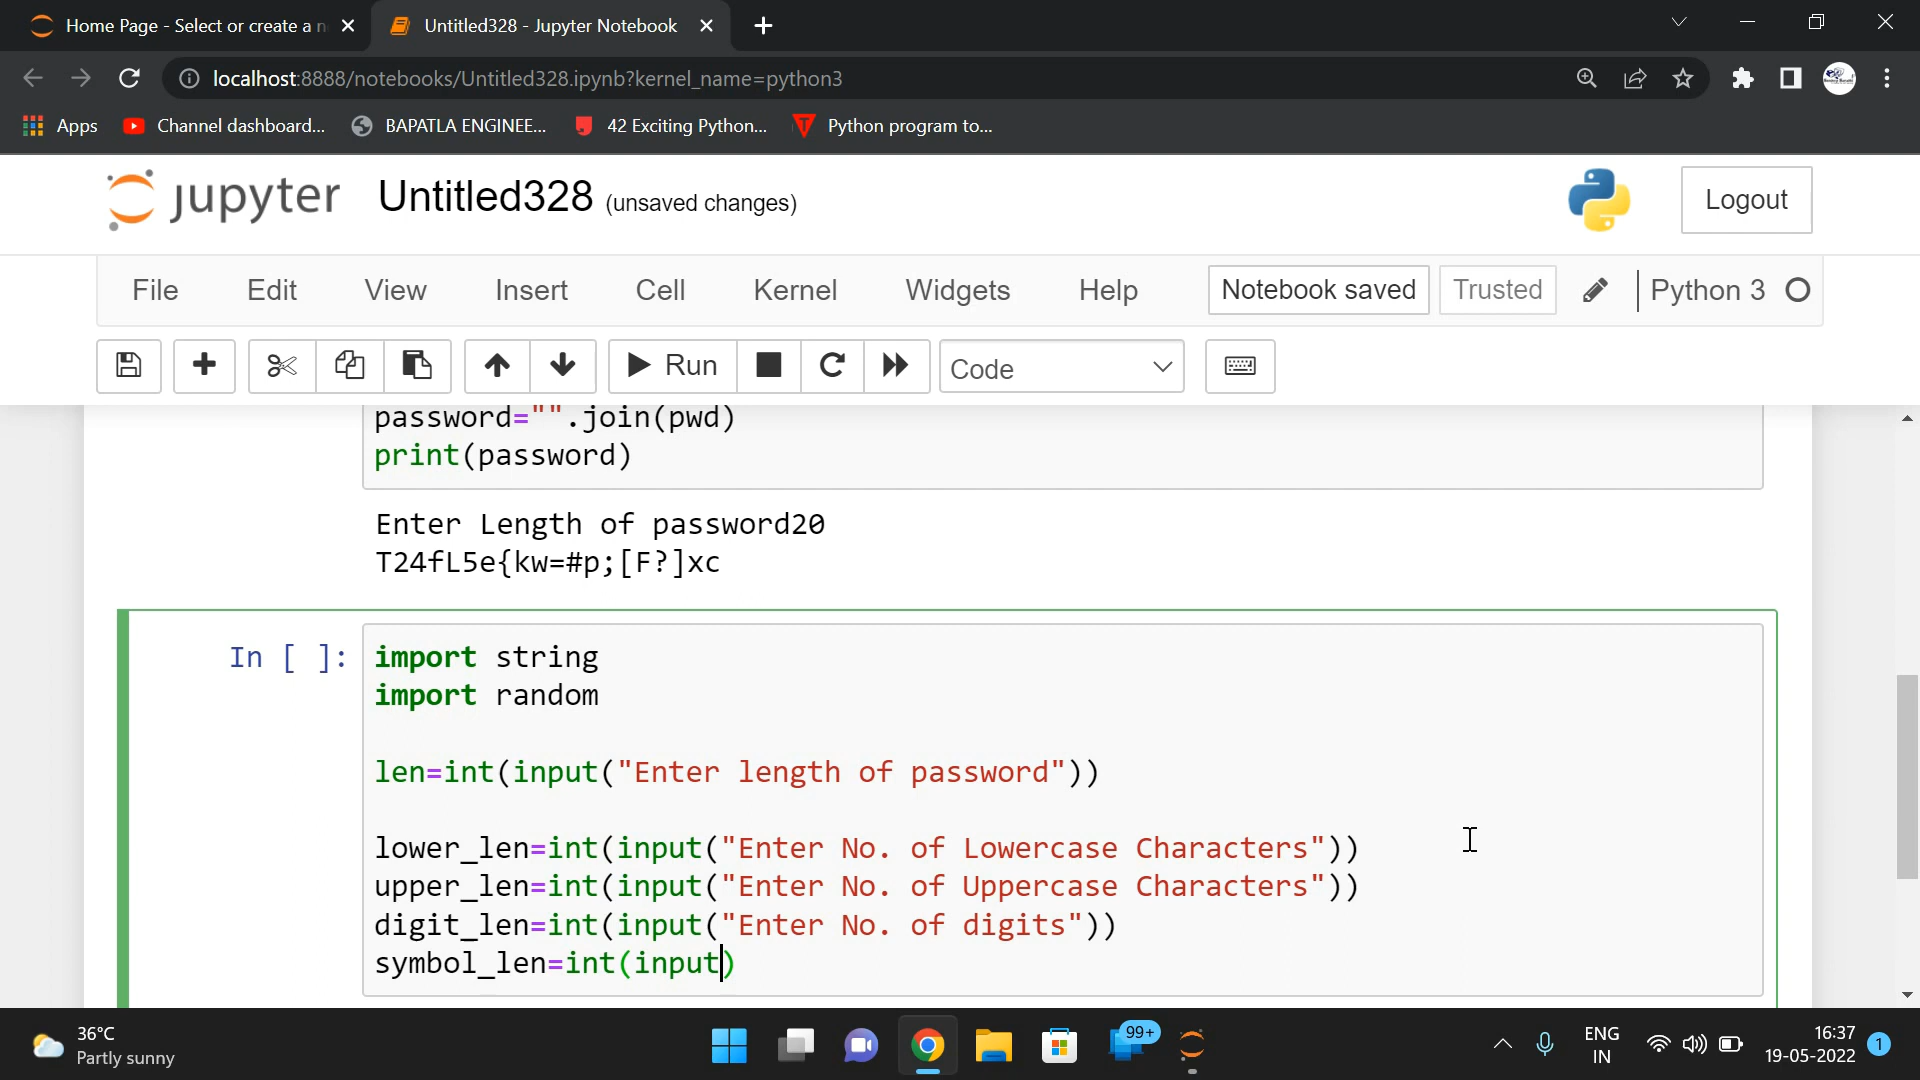 Home Page - Select or create a n
Untitled328 - Jupyter Notebook
localhost:8888/notebooks/Untitled328.ipynb?kernel_name=python3
Apps
Channel dashboard...
BAPATLA ENGINEE...
42 Exciting Python...
Python program to...
jupyter
Untitled328 (unsaved changes)
Logout
File
Edit
View
Insert
Cell
Kernel
Widgets
Help
Notebook saved
Trusted
Python 3
Run
Code
password="".join(pwd)
print(password)
Enter Length of password20
T24fL5e{kw=#p;[F?]xc
In [ ]:
import string
import random
len=int(input("Enter length of password"))
lower_len=int(input("Enter No. of Lowercase Characters"))
upper_len=int(input("Enter No. of Uppercase Characters"))
digit_len=int(input("Enter No. of digits"))
symbol_len=int(input)
36°C
Partly sunny
99+
ENG
IN
16:37
19-05-2022
1